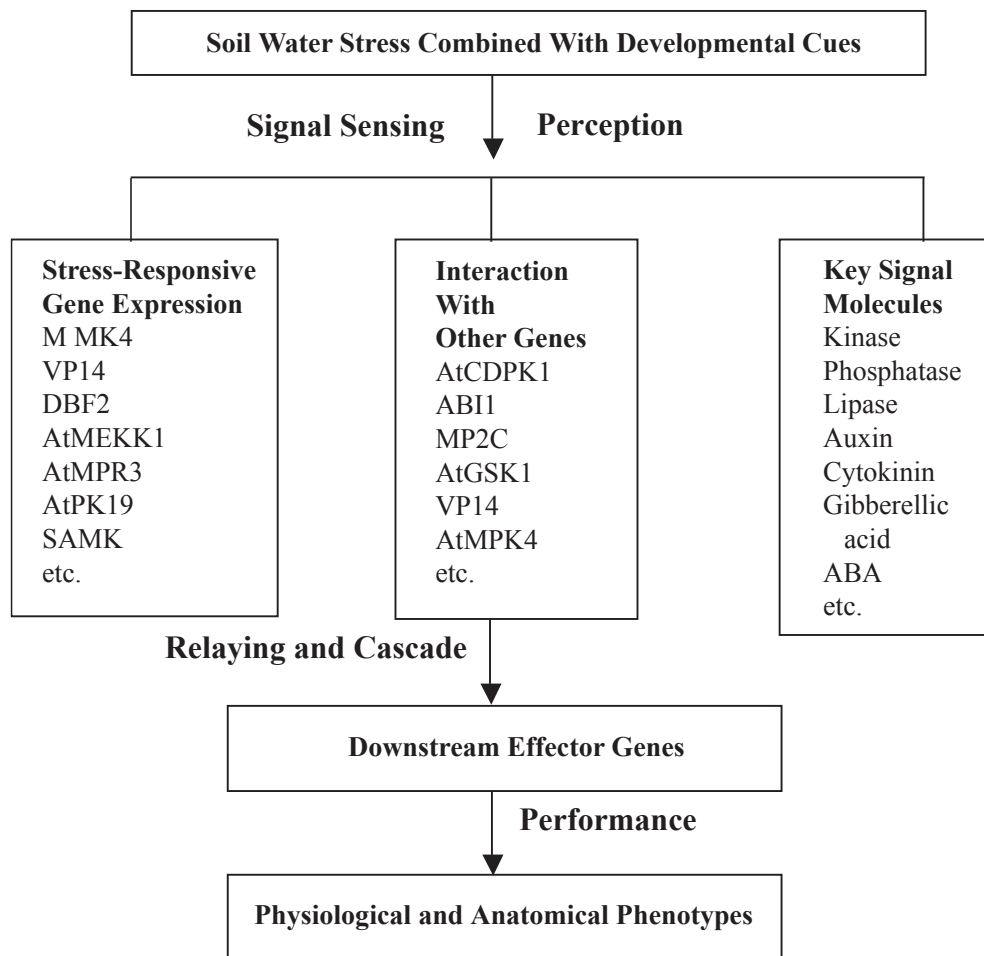 Soil Water Stress Combined With Developmental Cues
Signal Sensing
Perception
Stress-Responsive
Gene Expression
M MK4
VP14
DBF2
AtMEKK1
AtMPR3
AtPK19
SAMK
etc.
Interaction
With
Other Genes
AtCDPK1
ABI1
MP2C
AtGSK1
VP14
AtMPK4
etc.
Key Signal
Molecules
Kinase
Phosphatase
Lipase
Auxin
Cytokinin
Gibberellic
acid
ABA
etc.
Relaying and Cascade
Downstream Effector Genes
Performance
Physiological and Anatomical Phenotypes